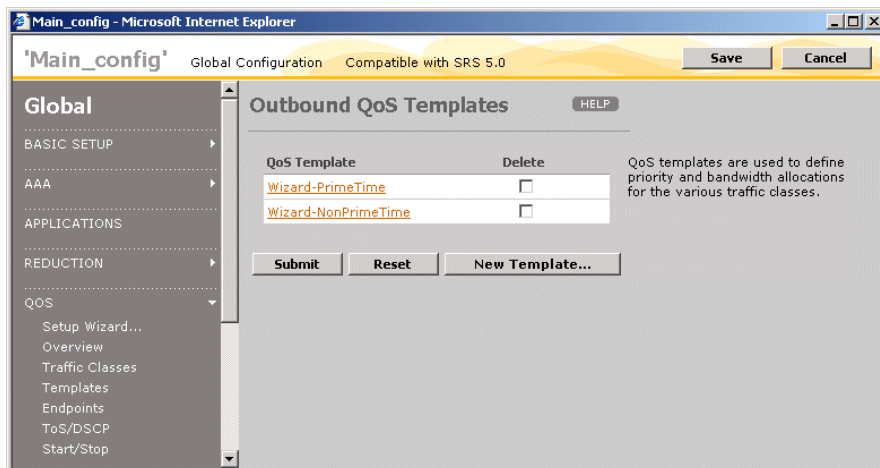 Main_config - Microsoft Internet Explorer
'Main_config' Global Configuration Compatible with SRS 5.0 Save Cancel
Global
BASIC SETUP
AAA
APPLICATIONS
REDUCTION
QOS
Setup Wizard...
Overview
Traffic Classes
Templates
Endpoints
ToS/DSCP
Start/Stop
Outbound QoS Templates HELP
QoS Template Delete
Wizard-PrimeTime
Wizard-NonPrimeTime
Submit Reset New Template...
QoS templates are used to define
priority and bandwidth allocations
for the various traffic classes.